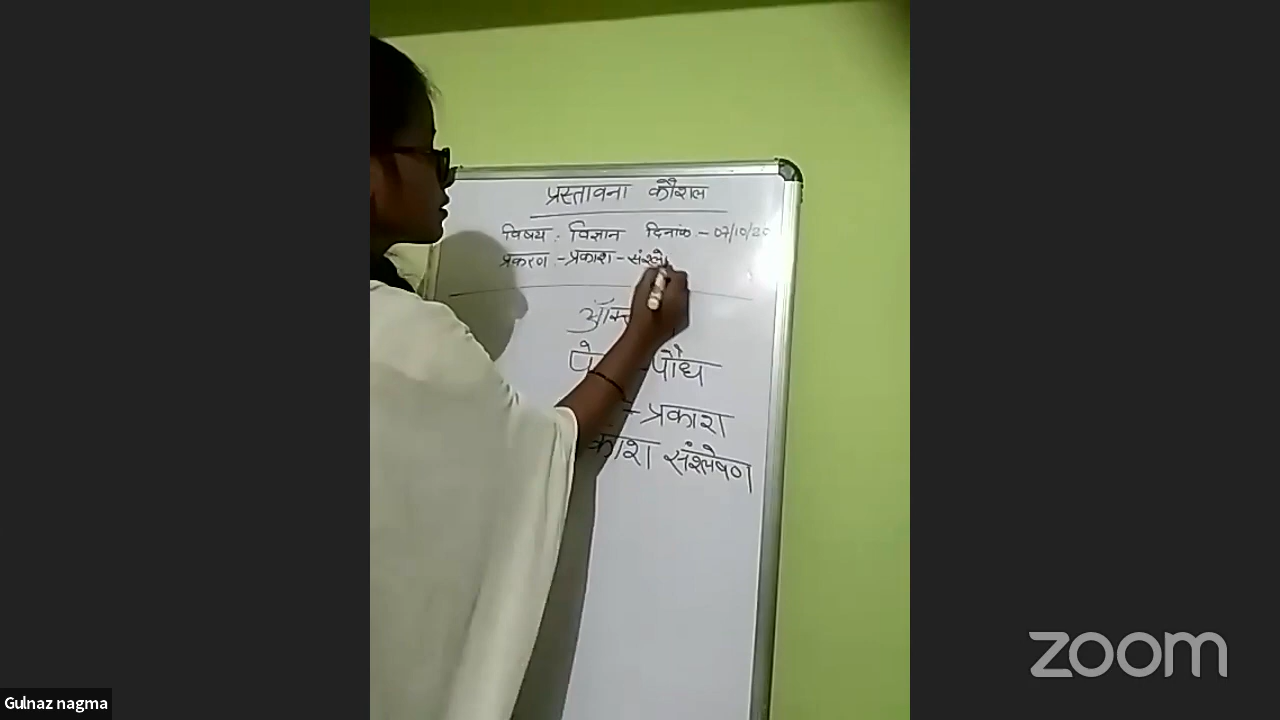 प्रस्तावना कौशल
विषय : विज्ञान दिनांक :- 07/10/20
प्रकरण :- प्रकाश - संश्ले
पौधे
- प्रकाश
काश संश्लेषण
zoom
Gulnaz nagma